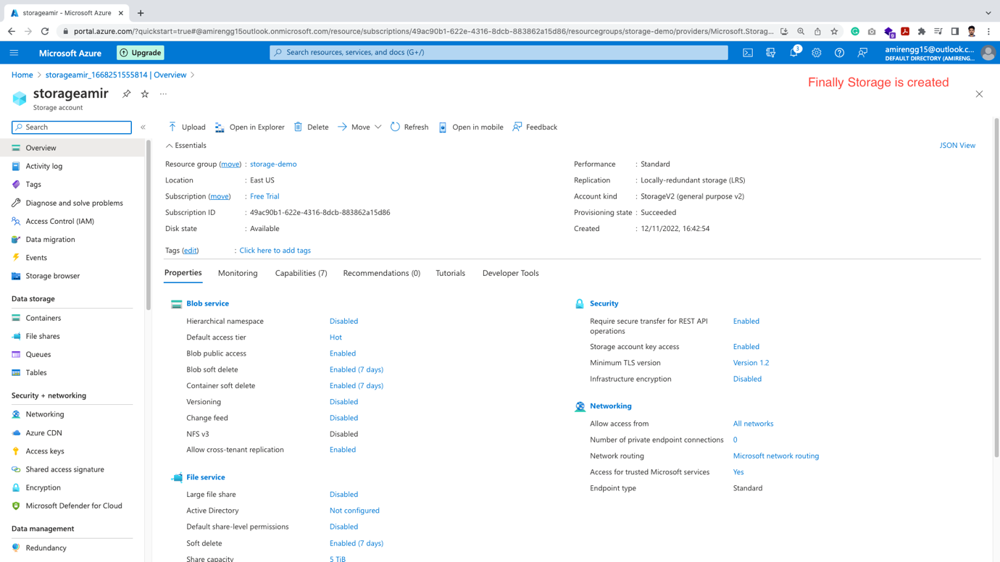 storageamir - Microsoft Azure
portal.azure.com/?quickstart=true#@amirengg15outlook.onmicrosoft.com/resource/subscriptions/49ac90b1-622e-4316-8dcb-883862a15d86/resourcegroups/storage-demo/providers/Microsoft.Storag...
9
Microsoft Azure
Upgrade
Search resources, services, and docs (G+/)
3
amirengg15@outlook.c...
DEFAULT DIRECTORY (AMIRENG...
Home > storageamir_1668251555814 | Overview >
Finally Storage is created
storageamir
...
Storage account
Search
«
Upload
Open in Explorer
Delete
Move
Refresh
Open in mobile
Feedback
Overview
Activity log
Tags
Diagnose and solve problems
Access Control (IAM)
Data migration
Events
Storage browser
Data storage
Containers
File shares
Queues
Tables
Security + networking
Networking
Azure CDN
Access keys
Shared access signature
Encryption
Microsoft Defender for Cloud
Data management
Redundancy
Essentials
JSON View
Resource group (move) : storage-demo
Location : East US
Subscription (move) : Free Trial
Subscription ID : 49ac90b1-622e-4316-8dcb-883862a15d86
Disk state : Available
Performance : Standard
Replication : Locally-redundant storage (LRS)
Account kind : StorageV2 (general purpose v2)
Provisioning state : Succeeded
Created : 12/11/2022, 16:42:54
Tags (edit) : Click here to add tags
Properties
Monitoring
Capabilities (7)
Recommendations (0)
Tutorials
Developer Tools
Blob service
Hierarchical namespace Disabled
Default access tier Hot
Blob public access Enabled
Blob soft delete Enabled (7 days)
Container soft delete Enabled (7 days)
Versioning Disabled
Change feed Disabled
NFS v3 Disabled
Allow cross-tenant replication Enabled
File service
Large file share Disabled
Active Directory Not configured
Default share-level permissions Disabled
Soft delete Enabled (7 days)
Share capacity 5 TiB
Security
Require secure transfer for REST API Enabled
operations
Storage account key access Enabled
Minimum TLS version Version 1.2
Infrastructure encryption Disabled
Networking
Allow access from All networks
Number of private endpoint connections 0
Network routing Microsoft network routing
Access for trusted Microsoft services Yes
Endpoint type Standard